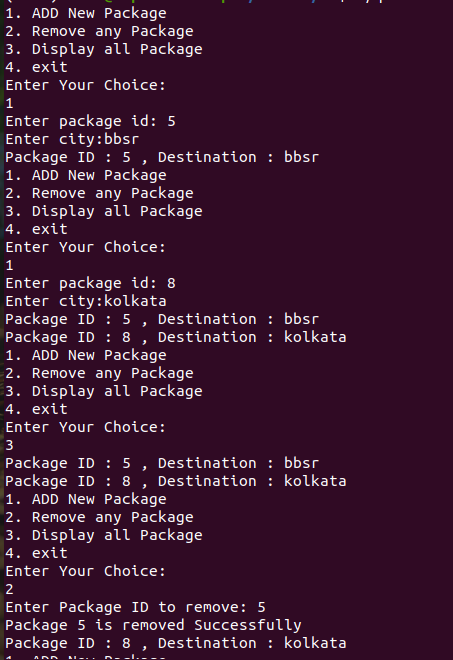 1. ADD New Package
2. Remove any Package
3. Display all Package
4. exit
Enter Your Choice:
1
Enter package id: 5
Enter city:bbsr
Package ID : 5 , Destination : bbsr
1. ADD New Package
2. Remove any Package
3. Display all Package
4. exit
Enter Your Choice:
1
Enter package id: 8
Enter city:kolkata
Package ID : 5 , Destination : bbsr
Package ID : 8 , Destination : kolkata
1. ADD New Package
2. Remove any Package
3. Display all Package
4. exit
Enter Your Choice:
3
Package ID : 5 , Destination : bbsr
Package ID : 8 , Destination : kolkata
1. ADD New Package
2. Remove any Package
3. Display all Package
4. exit
Enter Your Choice:
2
Enter Package ID to remove: 5
Package 5 is removed Successfully
Package ID : 8 , Destination : kolkata
1. ADD New Package